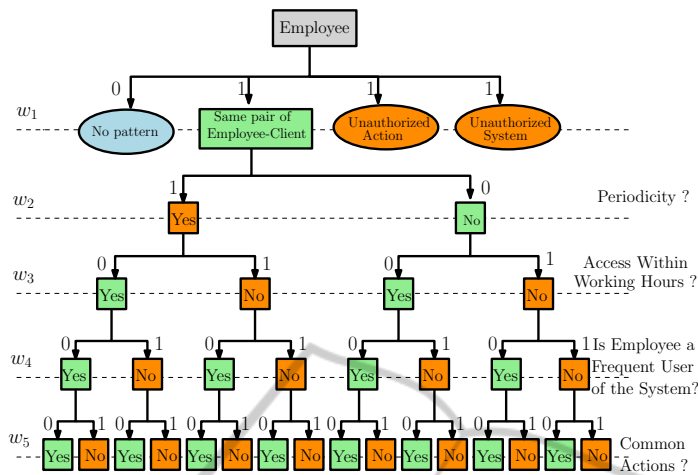 Employee
0 1 1 1
w1
No pattern
Same pair of
Employee-Client
Unauthorized
Action
Unauthorized
System
1 0
w2
Yes No
Periodicity ?
0 1 0 1
w3
Yes No Yes No
Access Within
Working Hours ?
0 1 0 1 0 1 0 1
w4
Yes No Yes No Yes No Yes No
Is Employee a
Frequent User
of the System?
0 1 0 1 0 1 0 1 0 1 0 1 0 1 0 1
w5
Yes No Yes No Yes No Yes No Yes No Yes No Yes No Yes No
Common
Actions ?